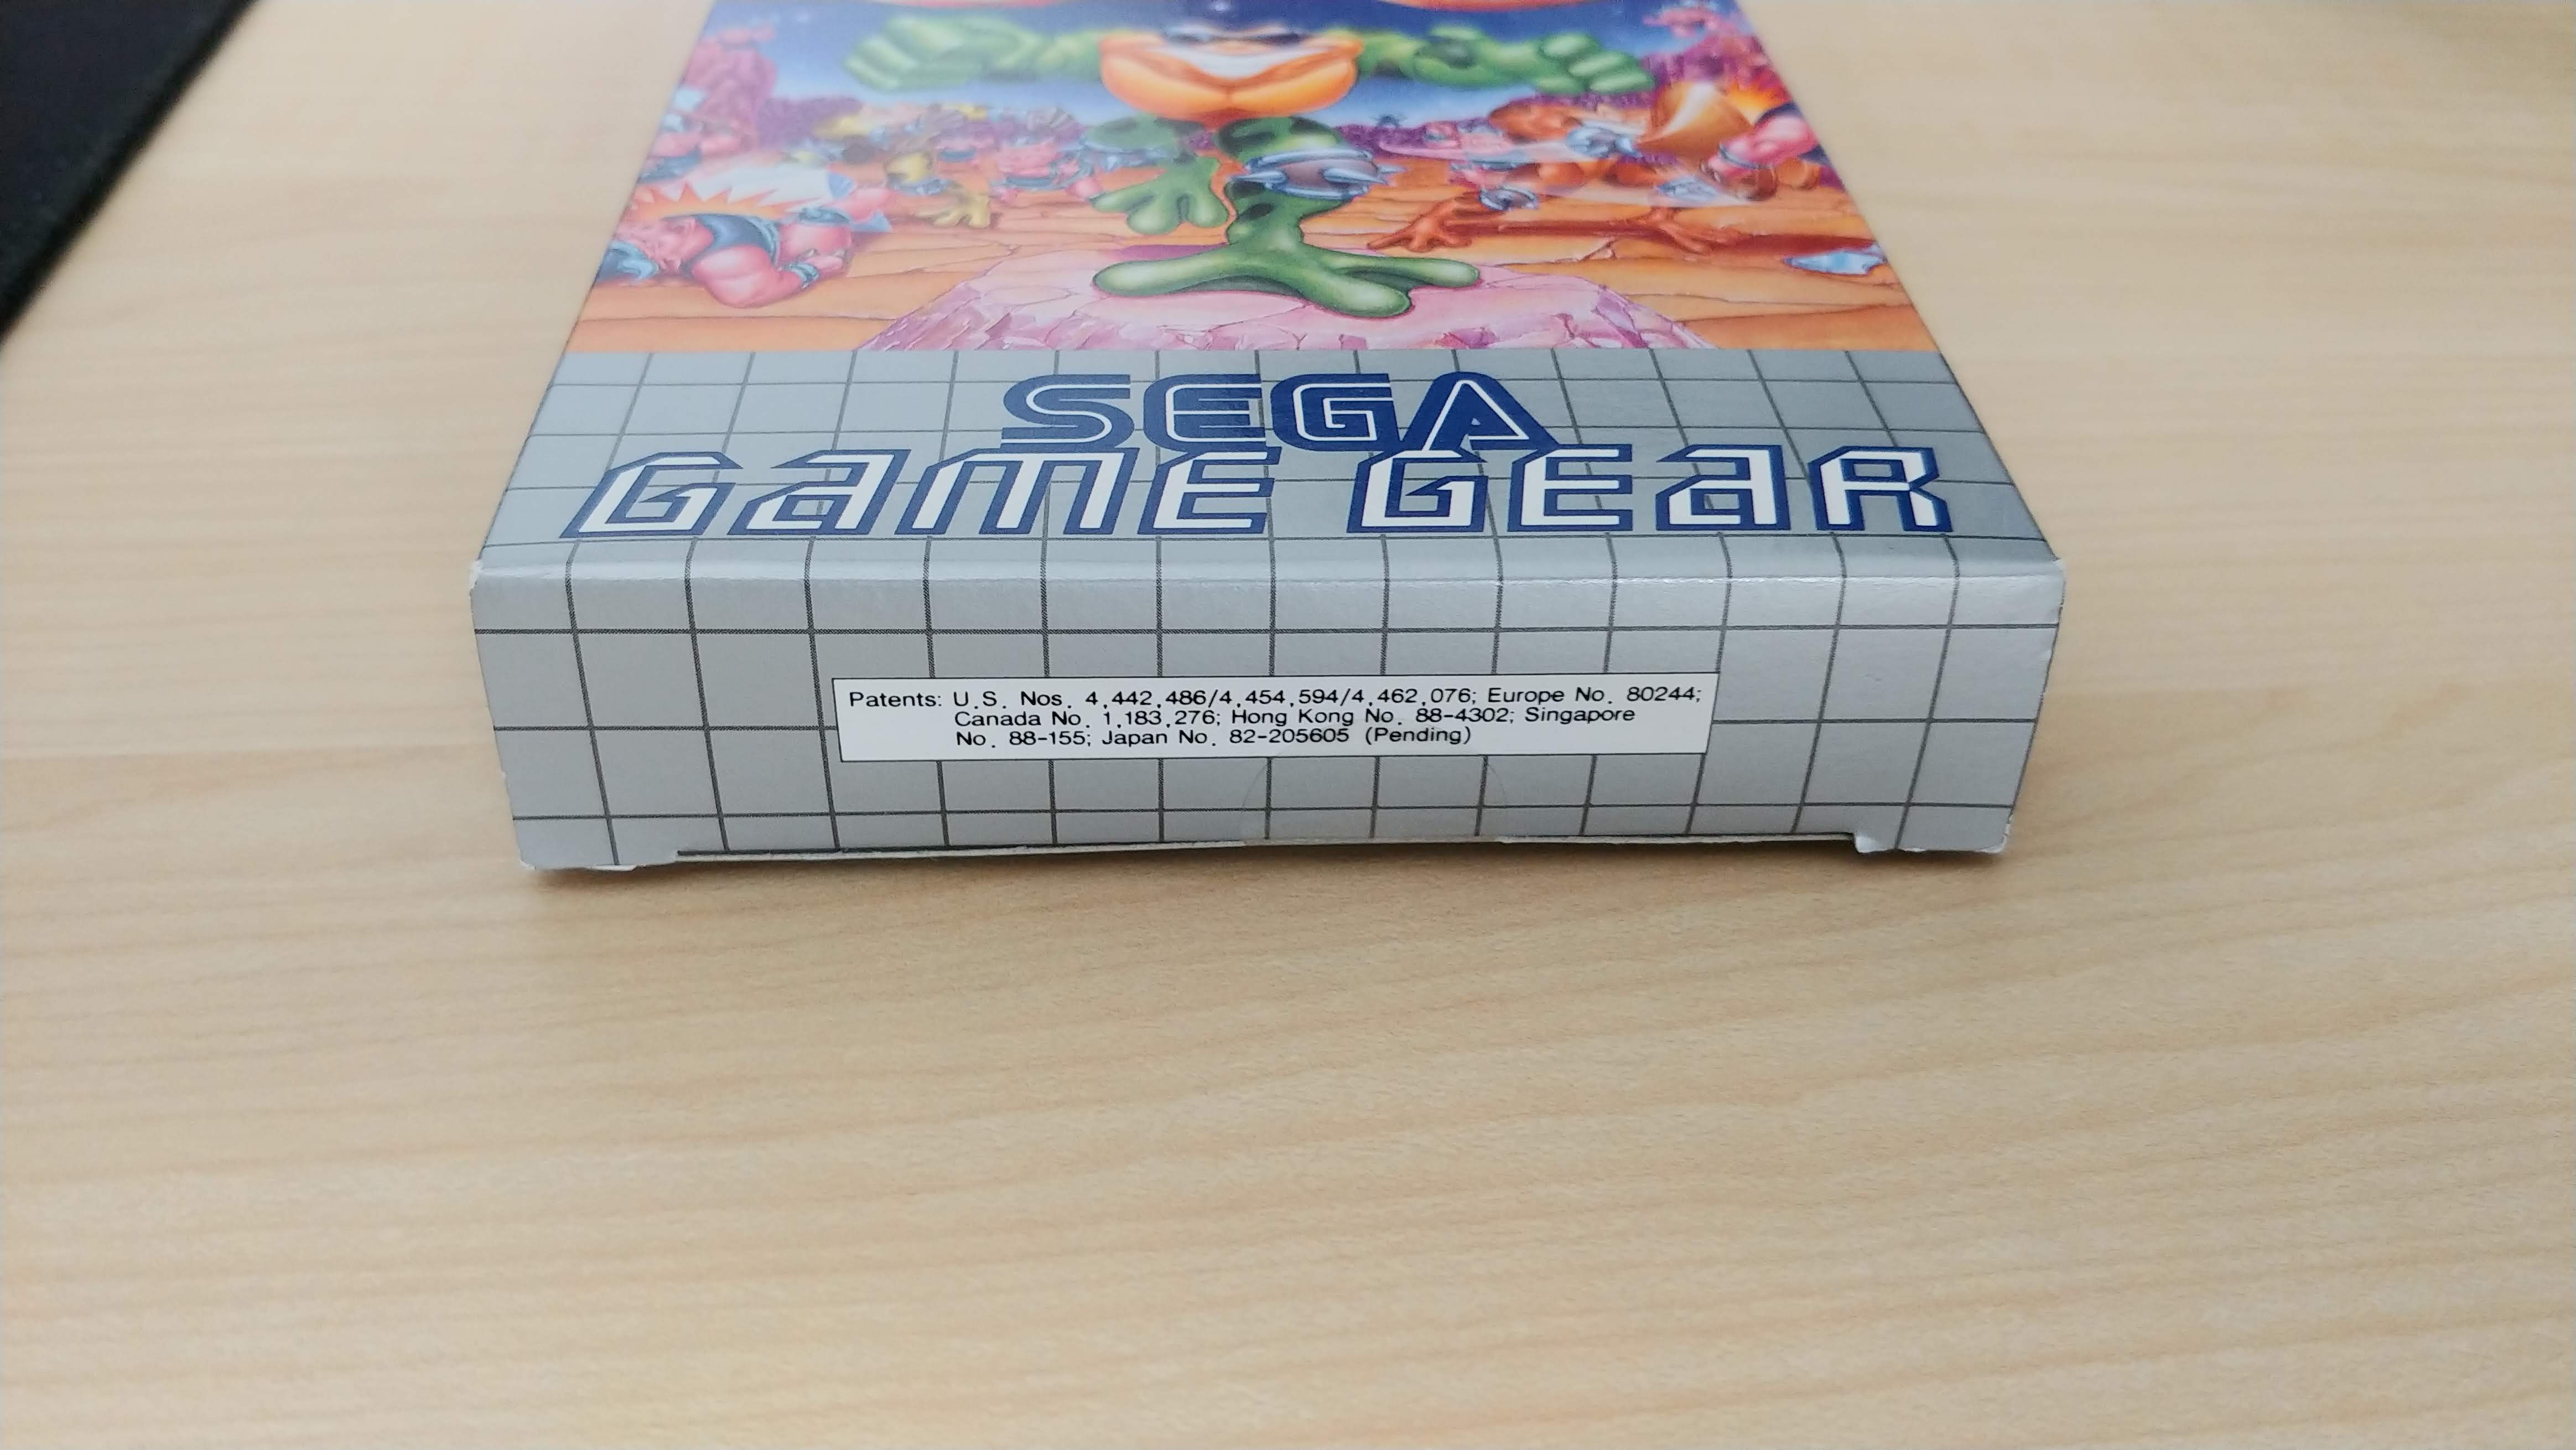 SEGA
GAME GEAR
Patents: U.S. Nos. 4,442,486/4,454,594/4,462,076; Europe No. 80244;
Canada No. 1,183,276; Hong Kong No. 88-4302; Singapore
No. 88-155; Japan No. 82-205605 (Pending)